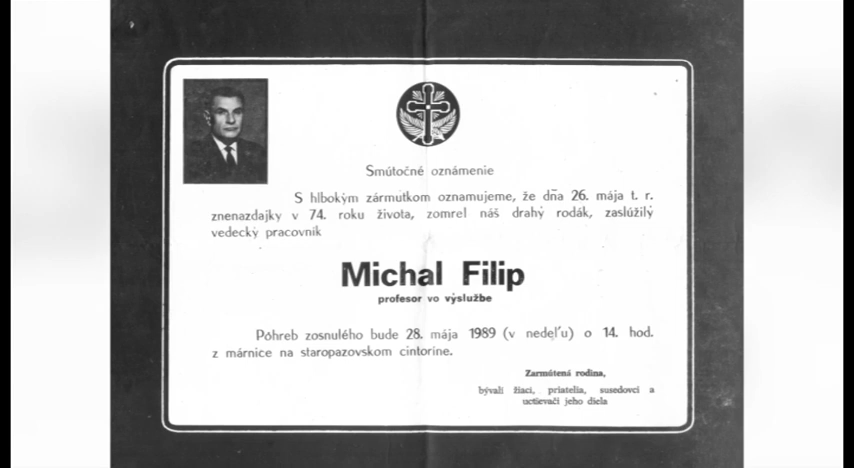 Smútočné oznámenie
S hlbokým zármutkom oznamujeme, že dňa 26. mája t. r.
znenazdajky v 74. roku života, zomrel náš drahý rodák, zaslúžilý
vedecký pracovník
Michal Filip
profesor vo výslužbe
Póhreb zosnulého bude 28. mája 1989 (v nedeľu) o 14. hod.
z márnice na staropazovskom cintoríne.
Zarmútená rodina,
bývalí žiaci, priatelia, susedovci a
uctievači jeho diela